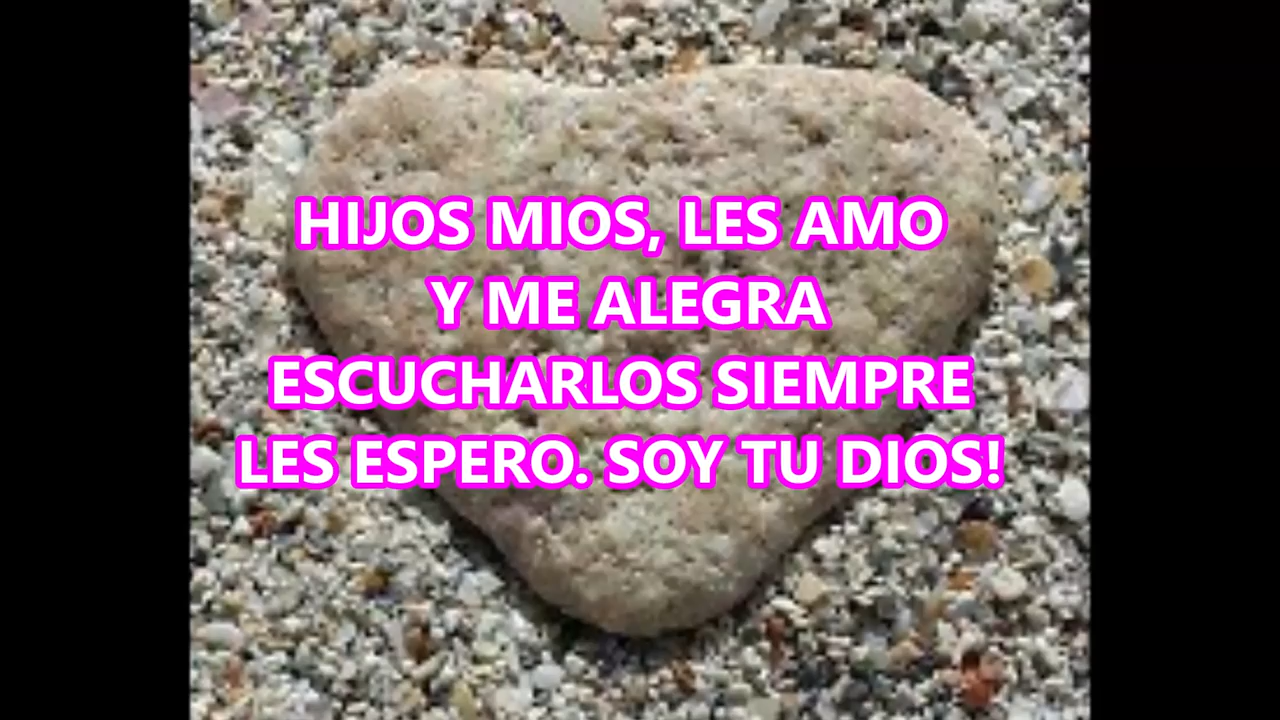 HIJOS MIOS, LES AMO
Y ME ALEGRA
ESCUCHARLOS SIEMPRE
LES ESPERO. SOY TU DIOS!